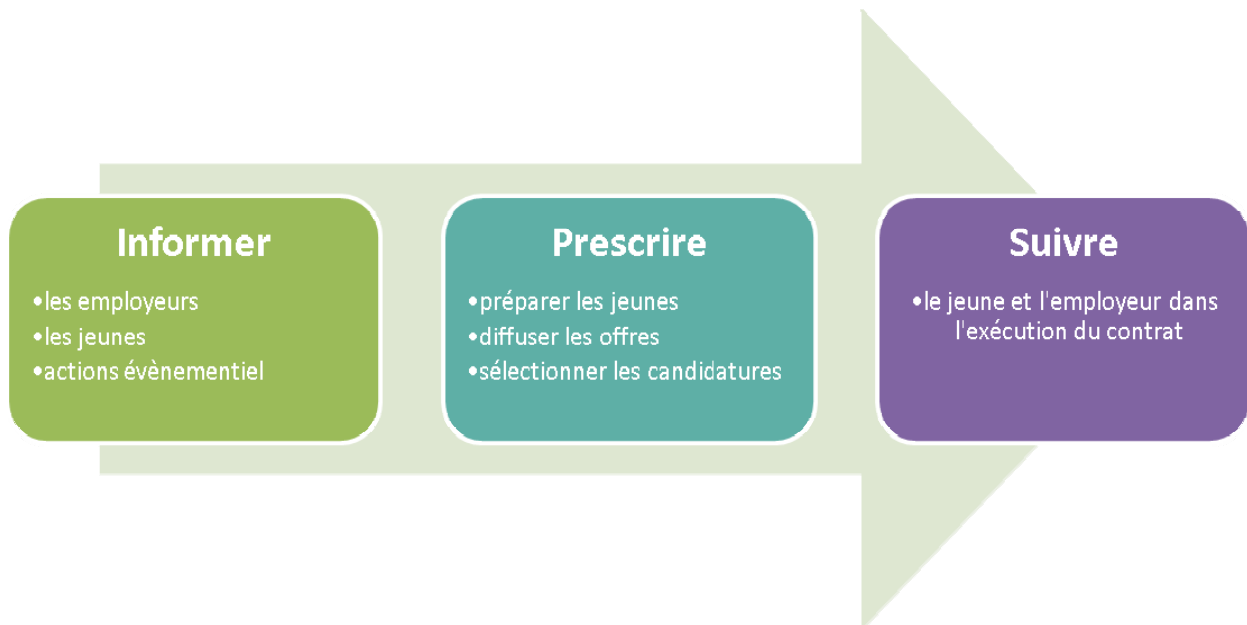 Informer
•les employeurs
•les jeunes
•actions évènementiel
Prescrire
•préparer les jeunes
•diffuser les offres
•sélectionner les candidatures
Suivre
•le jeune et l'employeur dans
l'exécution du contrat